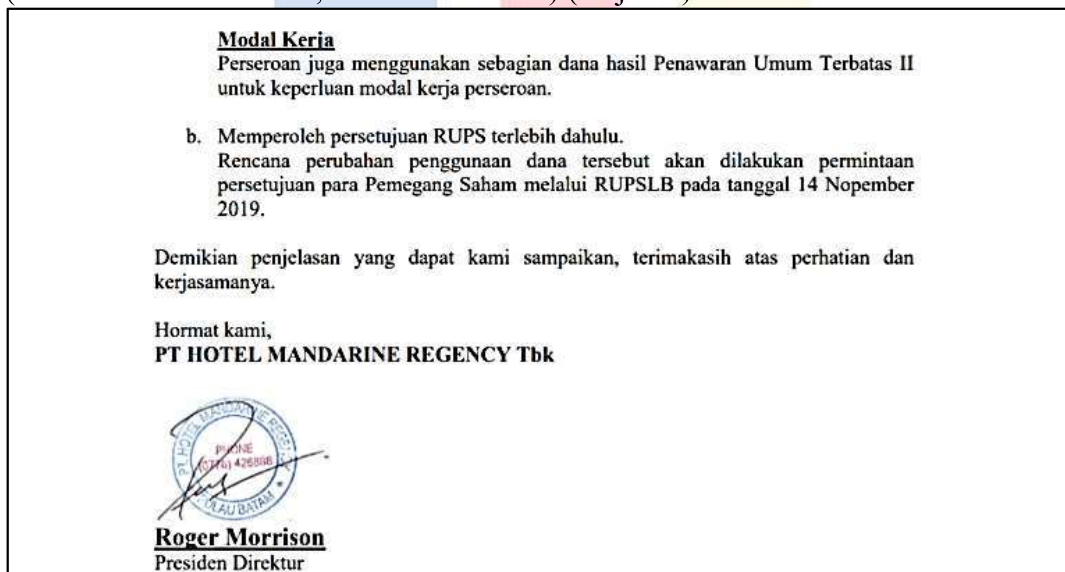 Modal Kerja
Perseroan juga menggunakan sebagian dana hasil Penawaran Umum Terbatas II
untuk keperluan modal kerja perseroan.
b. Memperoleh persetujuan RUPS terlebih dahulu.
Rencana perubahan penggunaan dana tersebut akan dilakukan permintaan
persetujuan para Pemegang Saham melalui RUPSLB pada tanggal 14 Nopember
2019.
Demikian penjelasan yang dapat kami sampaikan, terimakasih atas perhatian dan
kerjasamanya.
Hormat kami,
PT HOTEL MANDARINE REGENCY Tbk
PT. HOTEL MANDARINE REGENCY
PHONE
(0778) 426888
PULAU BATAM
Roger Morrison
Presiden Direktur